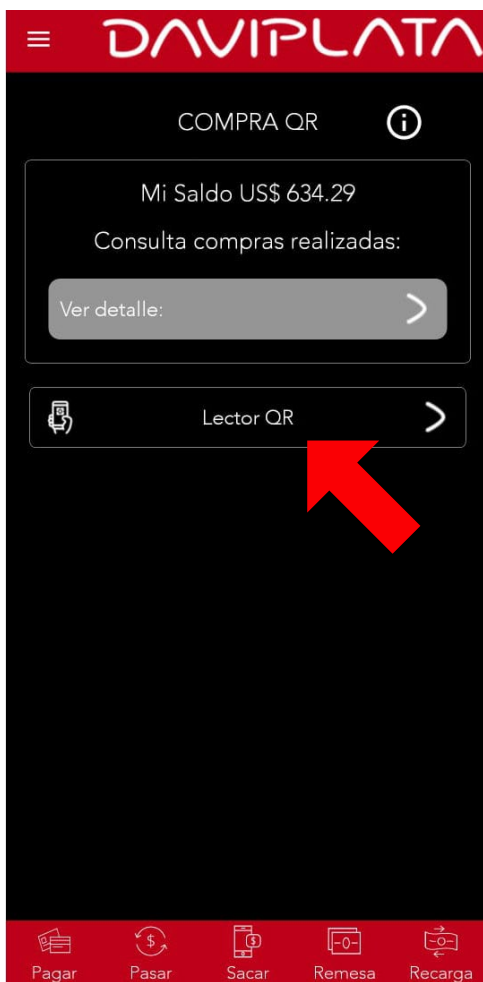 DAVIPLATA
COMPRA QR
Mi Saldo US$ 634.29
Consulta compras realizadas:
Ver detalle:
Lector QR
Pagar Pasar Sacar Remesa Recarga